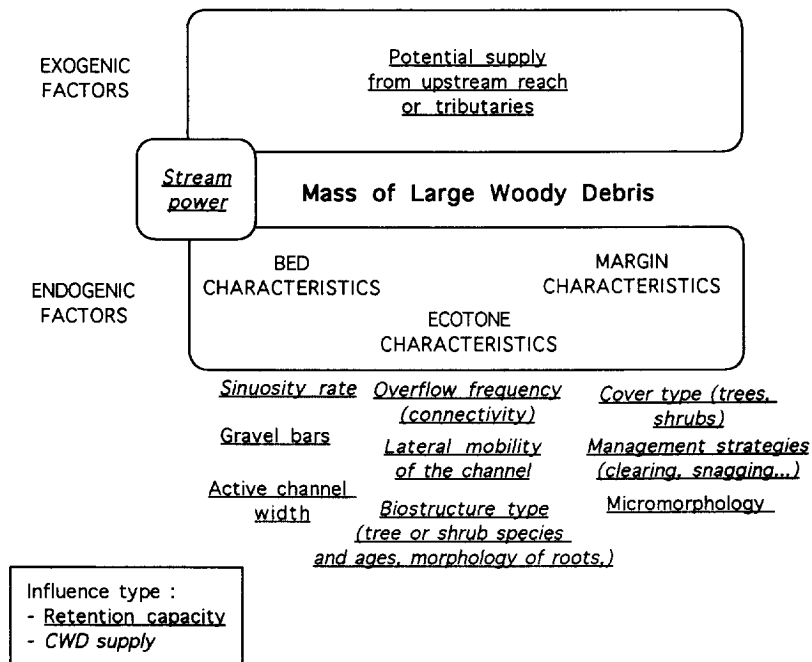 EXOGENIC
FACTORS
Potential supply
from upstream reach
or tributaries
Stream
power
Mass of Large Woody Debris
ENDOGENIC
FACTORS
BED
CHARACTERISTICS
MARGIN
CHARACTERISTICS
ECOTONE
CHARACTERISTICS
Sinuosity rate
Gravel bars
Active channel
width
Overflow frequency
(connectivity)
Lateral mobility
of the channel
Biostructure type
(tree or shrub species
and ages, morphology of roots,)
Cover type (trees,
shrubs)
Management strategies
(clearing, snagging...)
Micromorphology
Influence type :
- Retention capacity
- CWD supply